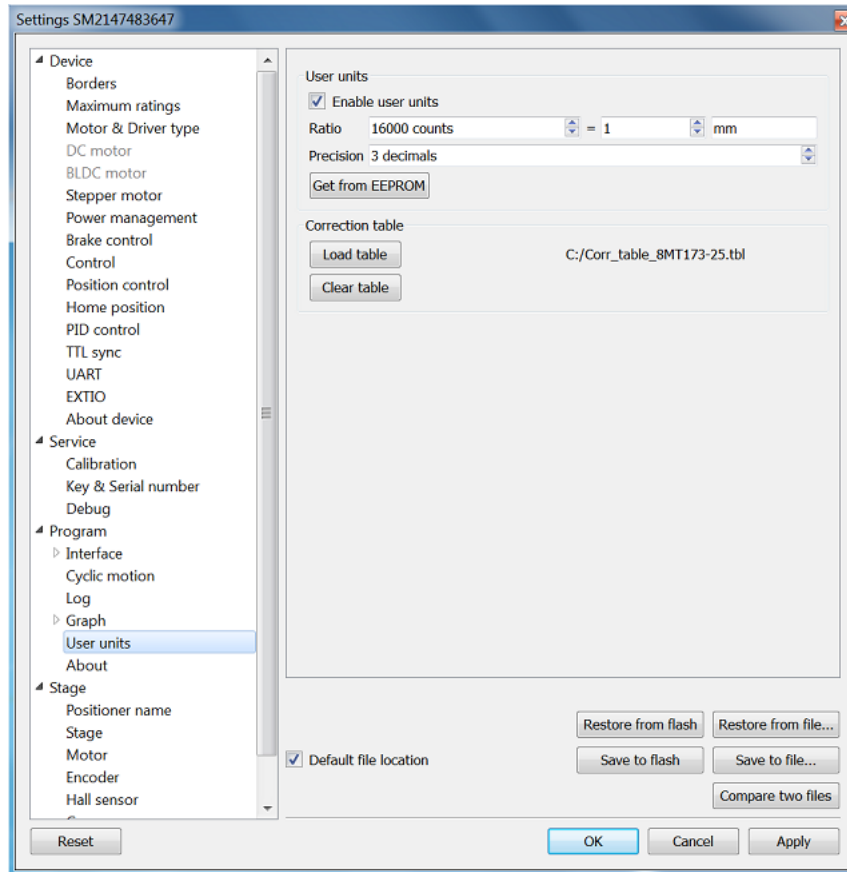 Settings SM2147483647
Device
Borders
Maximum ratings
Motor & Driver type
DC motor
BLDC motor
Stepper motor
Power management
Brake control
Control
Position control
Home position
PID control
TTL sync
UART
EXTIO
About device
Service
Calibration
Key & Serial number
Debug
Program
Interface
Cyclic motion
Log
Graph
User units
About
Stage
Positioner name
Stage
Motor
Encoder
Hall sensor
User units
Enable user units
Ratio 16000 counts = 1 mm
Precision 3 decimals
Get from EEPROM
Correction table
Load table C:/Corr_table_8MT173-25.tbl
Clear table
Restore from flash Restore from file...
Default file location Save to flash Save to file...
Compare two files
Reset OK Cancel Apply